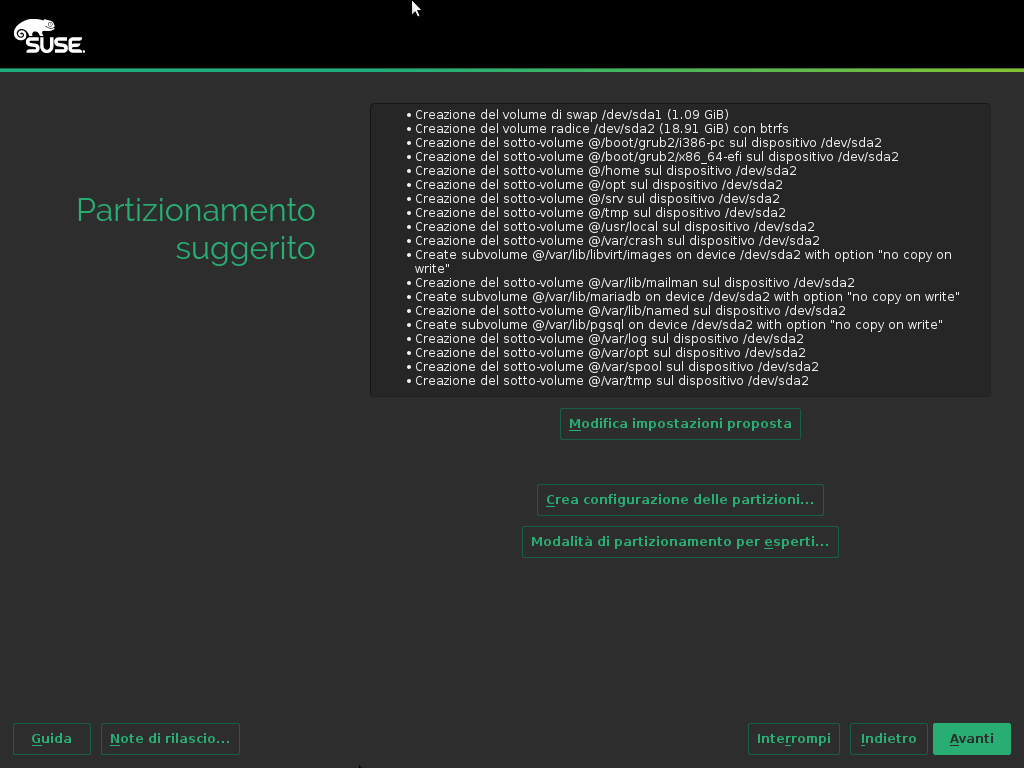 SUSE.
Partizionamento
suggerito
• Creazione del volume di swap /dev/sda1 (1.09 GiB)
• Creazione del volume radice /dev/sda2 (18.91 GiB) con btrfs
• Creazione del sotto-volume @/boot/grub2/i386-pc sul dispositivo /dev/sda2
• Creazione del sotto-volume @/boot/grub2/x86_64-efi sul dispositivo /dev/sda2
• Creazione del sotto-volume @/home sul dispositivo /dev/sda2
• Creazione del sotto-volume @/opt sul dispositivo /dev/sda2
• Creazione del sotto-volume @/srv sul dispositivo /dev/sda2
• Creazione del sotto-volume @/tmp sul dispositivo /dev/sda2
• Creazione del sotto-volume @/usr/local sul dispositivo /dev/sda2
• Creazione del sotto-volume @/var/crash sul dispositivo /dev/sda2
• Create subvolume @/var/lib/libvirt/images on device /dev/sda2 with option "no copy on
write"
• Creazione del sotto-volume @/var/lib/mailman sul dispositivo /dev/sda2
• Create subvolume @/var/lib/mariadb on device /dev/sda2 with option "no copy on write"
• Creazione del sotto-volume @/var/lib/named sul dispositivo /dev/sda2
• Create subvolume @/var/lib/pgsql on device /dev/sda2 with option "no copy on write"
• Creazione del sotto-volume @/var/log sul dispositivo /dev/sda2
• Creazione del sotto-volume @/var/opt sul dispositivo /dev/sda2
• Creazione del sotto-volume @/var/spool sul dispositivo /dev/sda2
• Creazione del sotto-volume @/var/tmp sul dispositivo /dev/sda2
Modifica impostazioni proposta
Crea configurazione delle partizioni...
Modalità di partizionamento per esperti...
Guida
Note di rilascio...
Interrompi
Indietro
Avanti